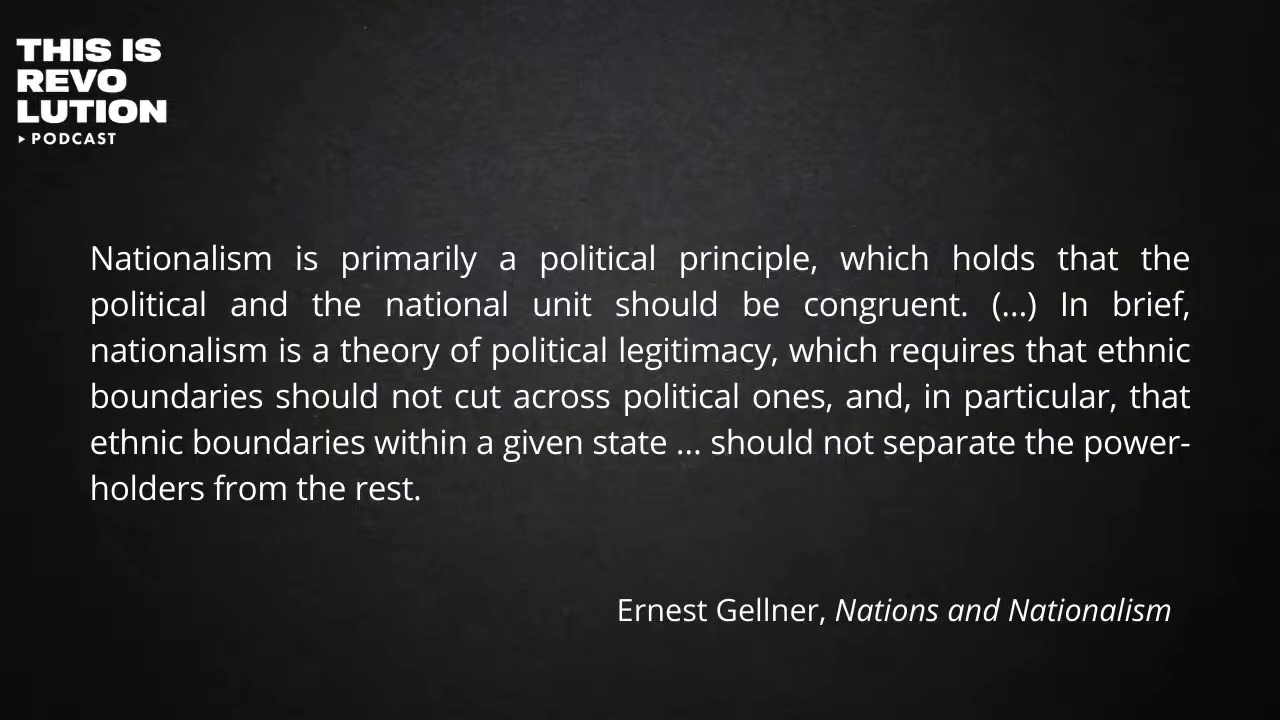 THIS IS
REVO
LUTION
PODCAST
Nationalism is primarily a political principle, which holds that the
political and the national unit should be congruent. (...) In brief,
nationalism is a theory of political legitimacy, which requires that ethnic
boundaries should not cut across political ones, and, in particular, that
ethnic boundaries within a given state ... should not separate the power-
holders from the rest.
Ernest Gellner, Nations and Nationalism